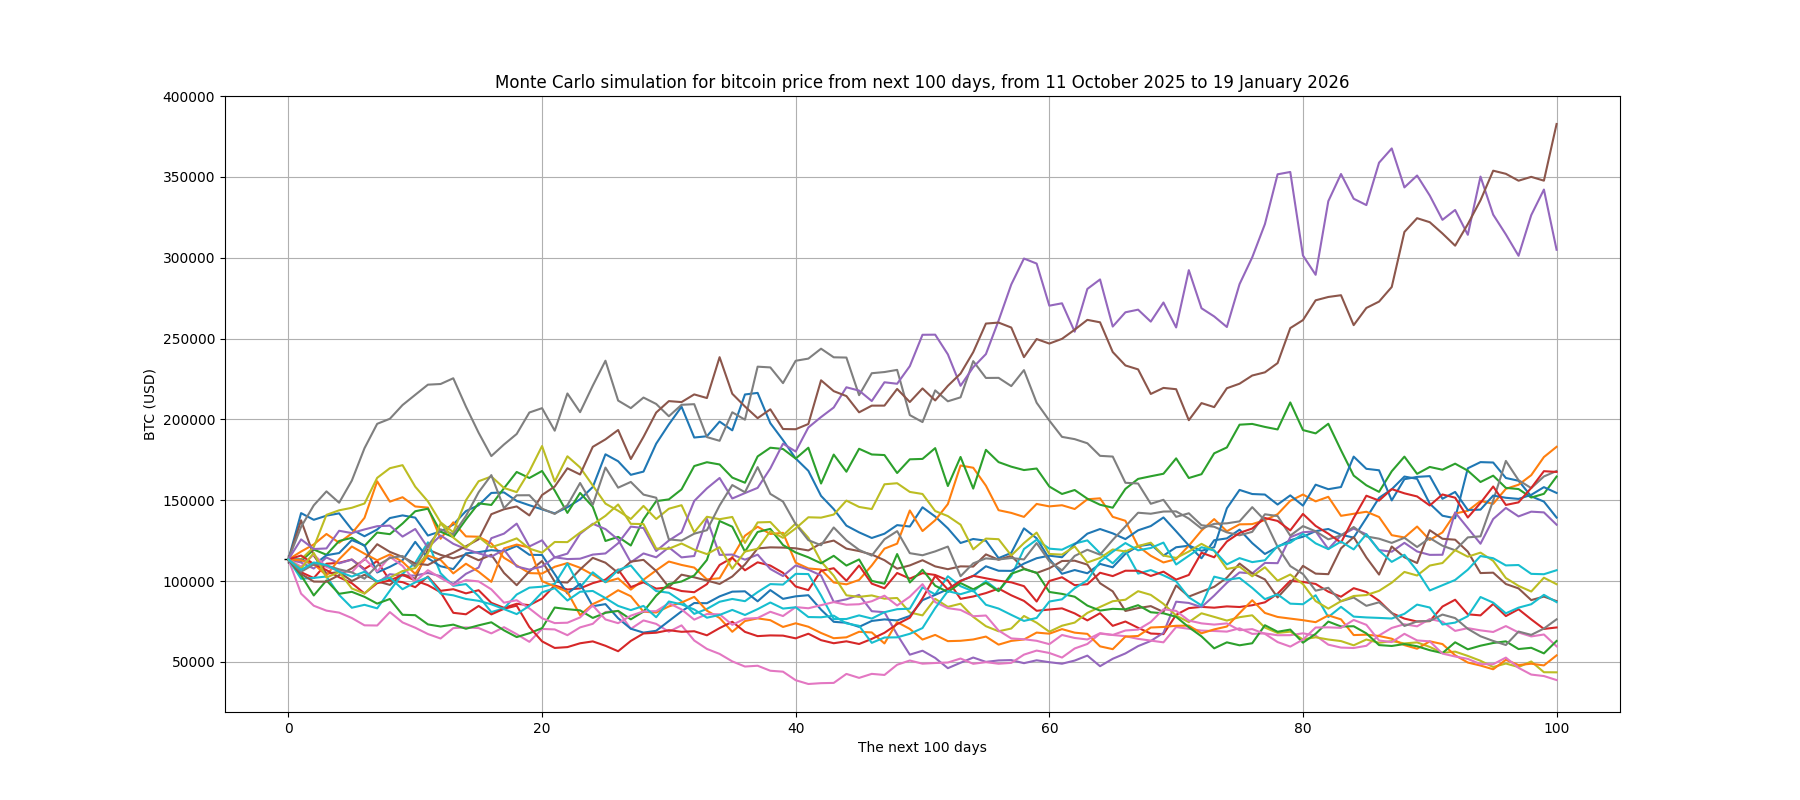 Monte Carlo simulation for bitcoin price from next 100 days, from 11 October 2025 to 19 January 2026
400000
350000
300000
250000
200000
150000
100000
50000
BTC (USD)
0 20 40 60 80 100
The next 100 days